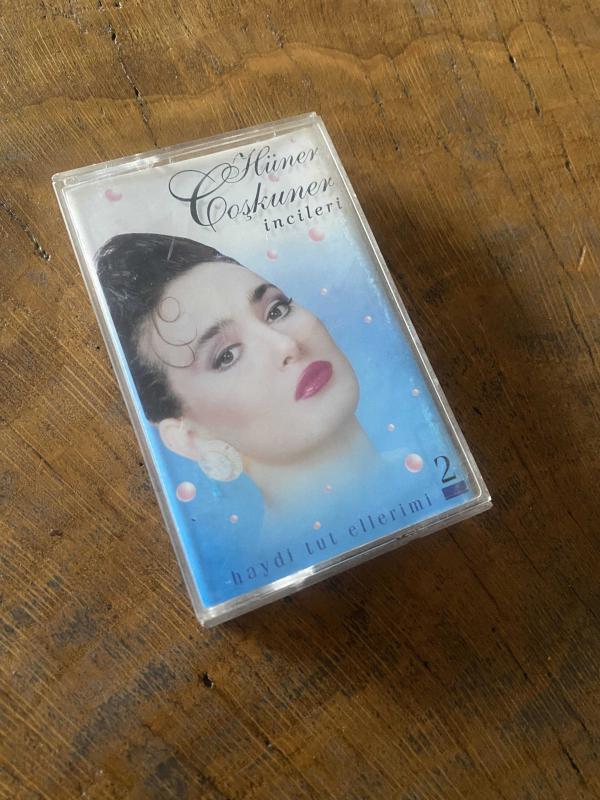 Hüner
Coşkuner
incileri
2
haydi tut ellerimi